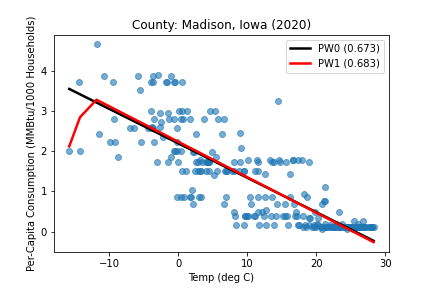 County: Madison, Iowa (2020)
PW0 (0.673)
PW1 (0.683)
Per-Capita Consumption (MMBtu/1000 Households)
4
3
2
1
0
−10
0
10
20
30
Temp (deg C)